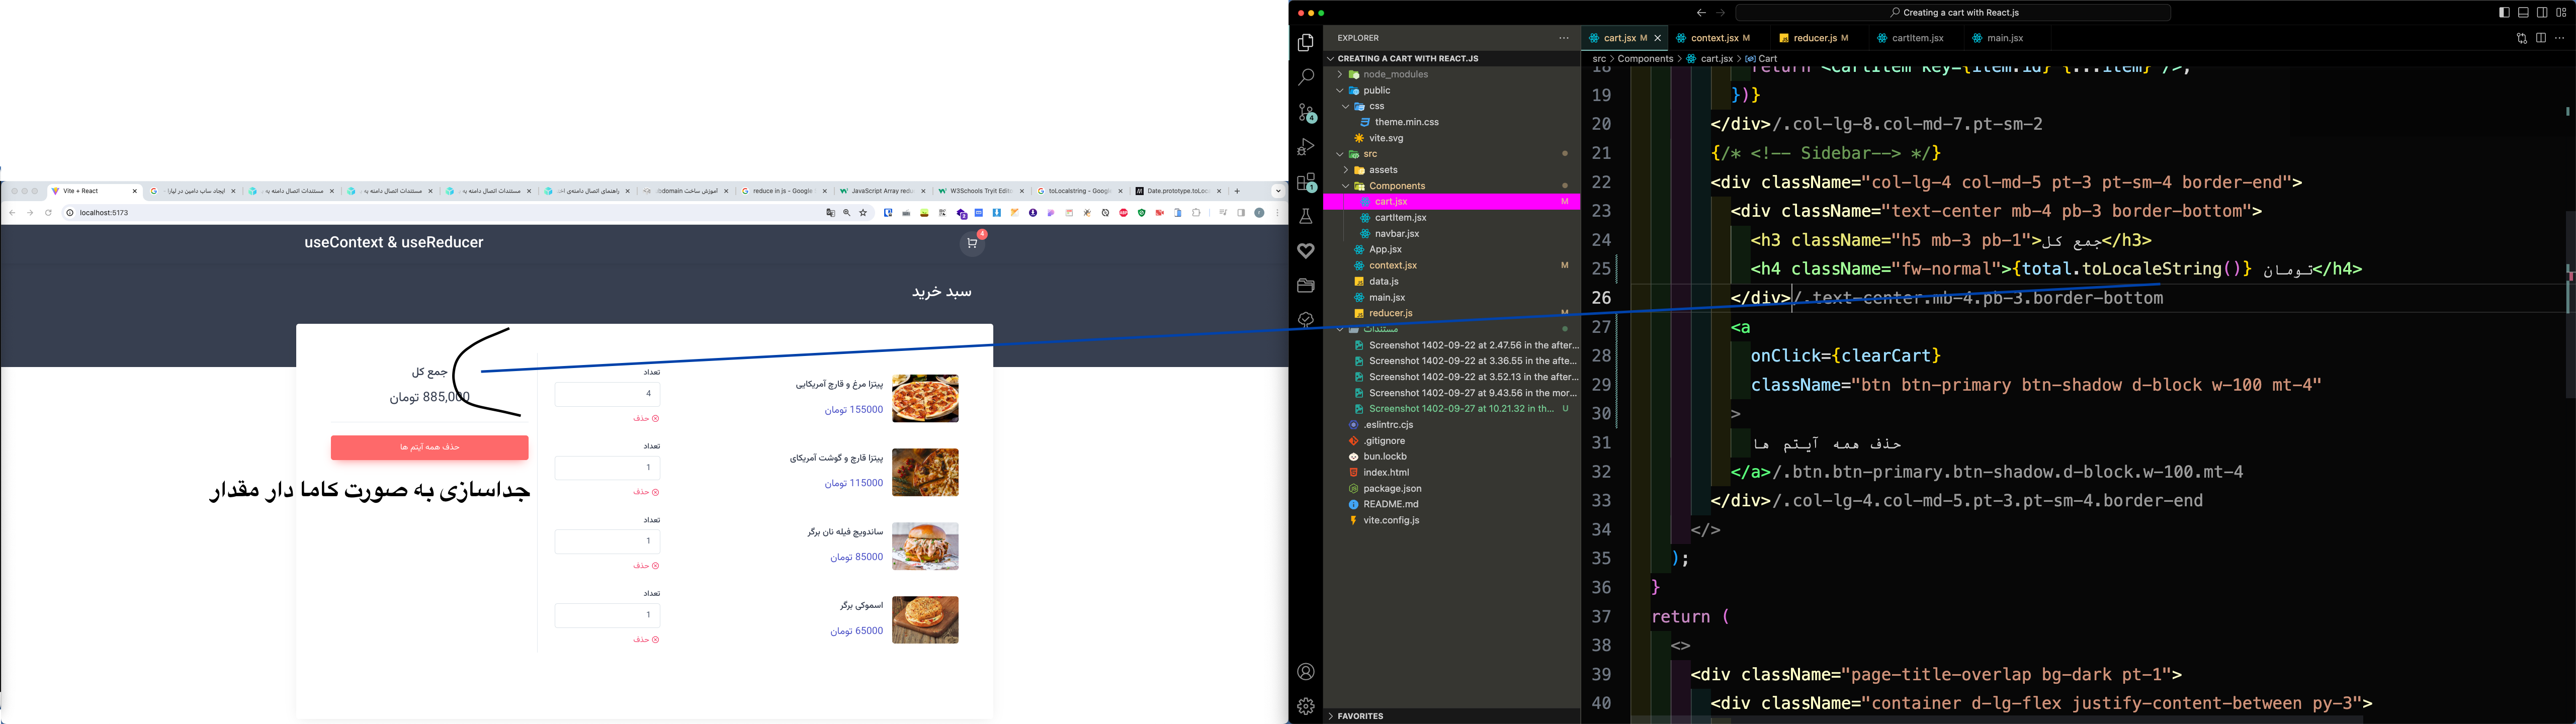 Vite + React
ایجاد ساب دامین در لیارا -
مستندات اتصال دامنه به
مستندات اتصال دامنه به
مستندات اتصال دامنه به
راهنمای اتصال دامنه‌ی
آموزش ساخت
reduce in js - Google
JavaScript Array redu
W3Schools Tryit Edito
toLocalstring - Google
Date.prototype.toLoc
localhost:5173
useContext & useReducer
4
سبد خرید
جمع کل
885,000 تومان
حذف همه آیتم ها
جداسازی به صورت کاما دار مقدار
پیتزا مرغ و قارچ آمریکایی
155000 تومان
تعداد
4
حذف
پیتزا قارچ و گوشت آمریکای
115000 تومان
تعداد
1
حذف
ساندویچ فیله نان برگر
85000 تومان
تعداد
1
حذف
اسموکی برگر
65000 تومان
تعداد
1
حذف
Creating a cart with React.js
EXPLORER
CREATING A CART WITH REACT.JS
node_modules
public
css
theme.min.css
vite.svg
src
assets
Components
cart.jsx M
cartItem.jsx
navbar.jsx
App.jsx
context.jsx M
data.js
main.jsx
reducer.js M
مستندات
Screenshot 1402-09-22 at 2.47.56 in the after...
Screenshot 1402-09-22 at 3.36.55 in the afte...
Screenshot 1402-09-22 at 3.52.13 in the after...
Screenshot 1402-09-27 at 9.43.56 in the mor...
Screenshot 1402-09-27 at 10.21.32 in th... U
.eslintrc.cjs
.gitignore
bun.lockb
index.html
package.json
README.md
vite.config.js
FAVORITES
4
1
cart.jsx M
context.jsx M
reducer.js M
cartItem.jsx
main.jsx
src > Components > cart.jsx > Cart
18 return <CartItem key={item.id} {...item} />;
19 })}
20 </div>/.col-lg-8.col-md-7.pt-sm-2
21 {/* <!-- Sidebar--> */}
22 <div className="col-lg-4 col-md-5 pt-3 pt-sm-4 border-end">
23 <div className="text-center mb-4 pb-3 border-bottom">
24 <h3 className="h5 mb-3 pb-1">جمع کل</h3>
25 <h4 className="fw-normal">{total.toLocaleString()} تومان</h4>
26 </div>/.text-center.mb-4.pb-3.border-bottom
27 <a
28 onClick={clearCart}
29 className="btn btn-primary btn-shadow d-block w-100 mt-4"
30 >
31 حذف همه آیتم ها
32 </a>/.btn.btn-primary.btn-shadow.d-block.w-100.mt-4
33 </div>/.col-lg-4.col-md-5.pt-3.pt-sm-4.border-end
34 </>
35 );
36 }
37 return (
38 <>
39 <div className="page-title-overlap bg-dark pt-1">
40 <div className="container d-lg-flex justify-content-between py-3">